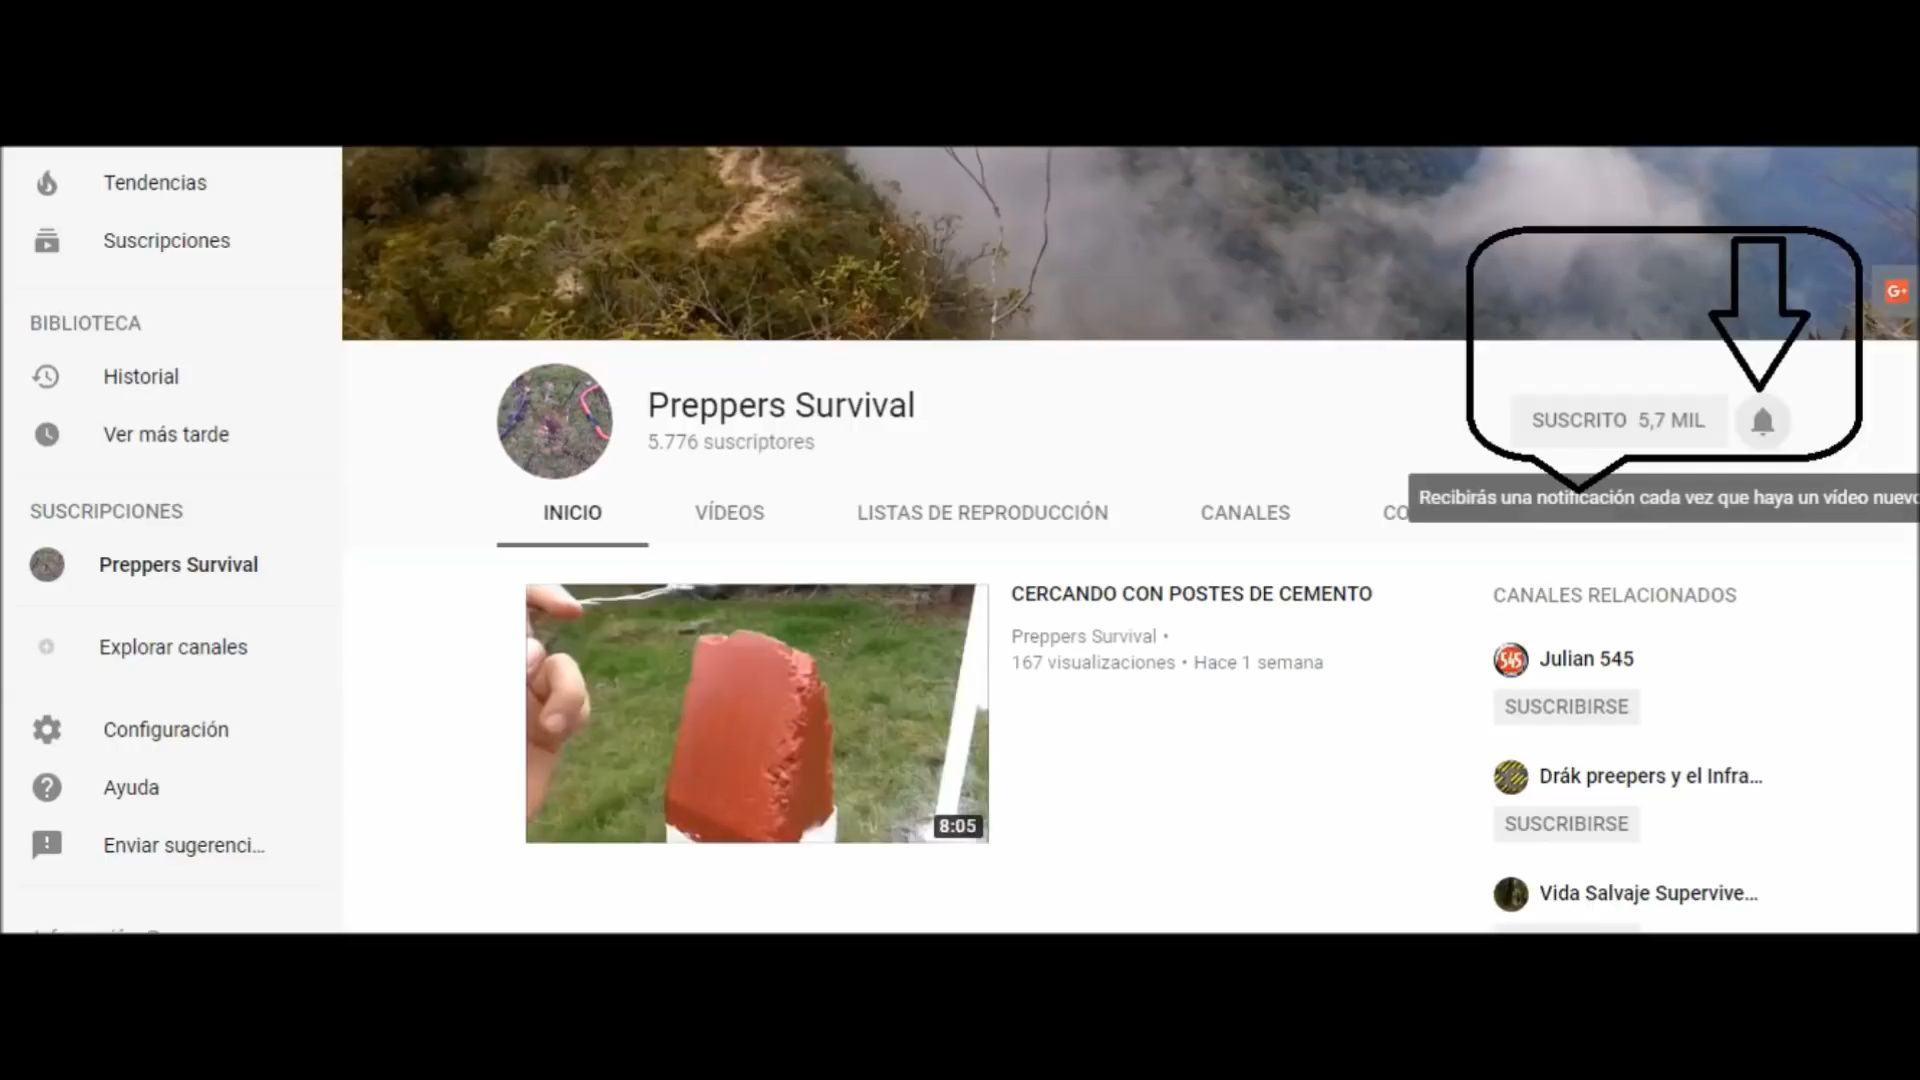 Tendencias
Suscripciones
BIBLIOTECA
Historial
Ver más tarde
SUSCRIPCIONES
Preppers Survival
Explorar canales
Configuración
Ayuda
Enviar sugerenci...
G+
Preppers Survival
5.776 suscriptores
SUSCRITO 5,7 MIL
Recibirás una notificación cada vez que haya un vídeo nuevo
INICIO VÍDEOS LISTAS DE REPRODUCCIÓN CANALES CO
8:05
CERCANDO CON POSTES DE CEMENTO
Preppers Survival •
167 visualizaciones • Hace 1 semana
CANALES RELACIONADOS
545
Julian 545
SUSCRIBIRSE
Drák preepers y el Infra...
SUSCRIBIRSE
Vida Salvaje Supervive...